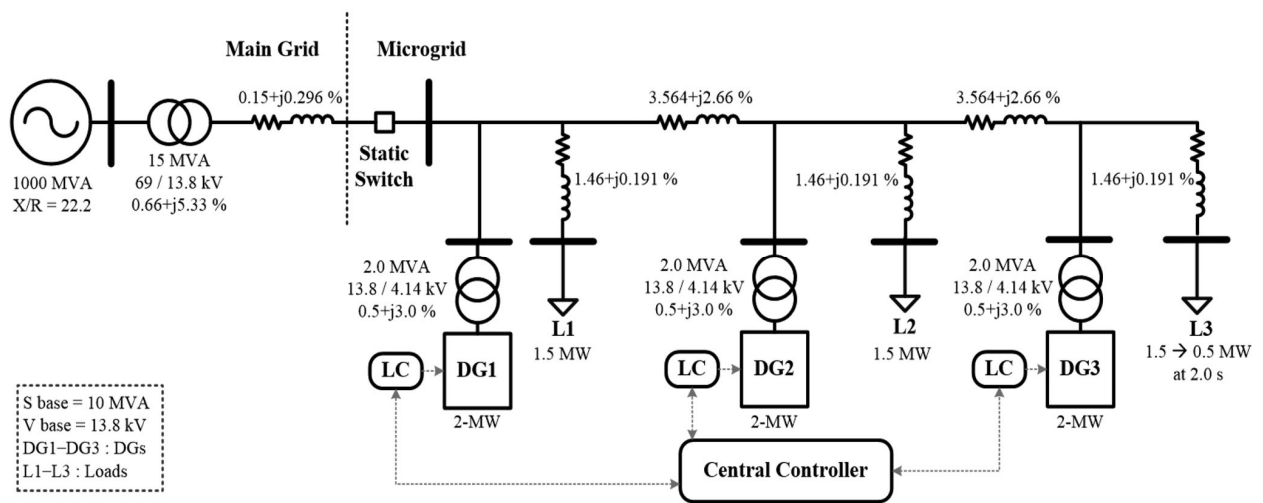 Main Grid
Microgrid
0.15+j0.296 %
3.564+j2.66 %
3.564+j2.66 %
1000 MVA
X/R = 22.2
15 MVA
69 / 13.8 kV
0.66+j5.33 %
Static
Switch
1.46+j0.191 %
1.46+j0.191 %
1.46+j0.191 %
2.0 MVA
13.8 / 4.14 kV
0.5+j3.0 %
2.0 MVA
13.8 / 4.14 kV
0.5+j3.0 %
2.0 MVA
13.8 / 4.14 kV
0.5+j3.0 %
L1
1.5 MW
L2
1.5 MW
L3
1.5 → 0.5 MW
at 2.0 s
LC
DG1
2-MW
LC
DG2
2-MW
LC
DG3
2-MW
Central Controller
S base = 10 MVA
V base = 13.8 kV
DG1–DG3 : DGs
L1–L3 : Loads